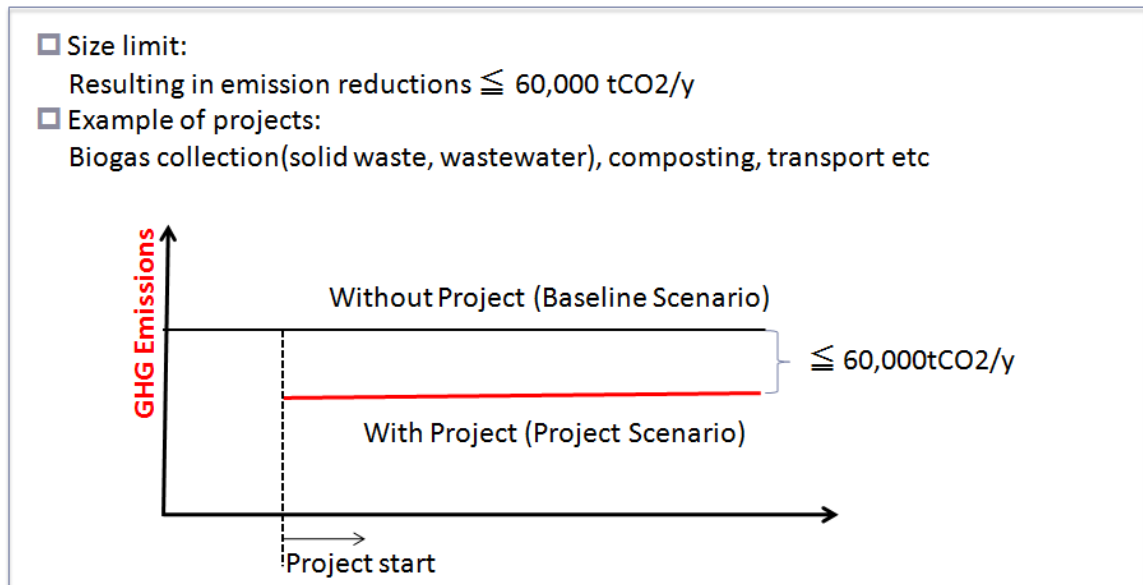 Size limit:
Resulting in emission reductions ≦ 60,000 tCO2/y
Example of projects:
Biogas collection(solid waste, wastewater), composting, transport etc
GHG Emissions
Without Project (Baseline Scenario)
≦ 60,000tCO2/y
With Project (Project Scenario)
Project start